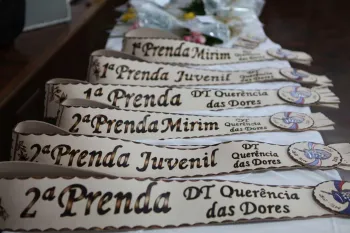 1ª Prenda Mirim
1ª Prenda Juvenil
1ª Prenda DT Querência
das Dores
2ª Prenda Mirim DT Querência
das Dores
2ª Prenda Juvenil DT Querência
das Dores
2ª Prenda DT Querência
das Dores